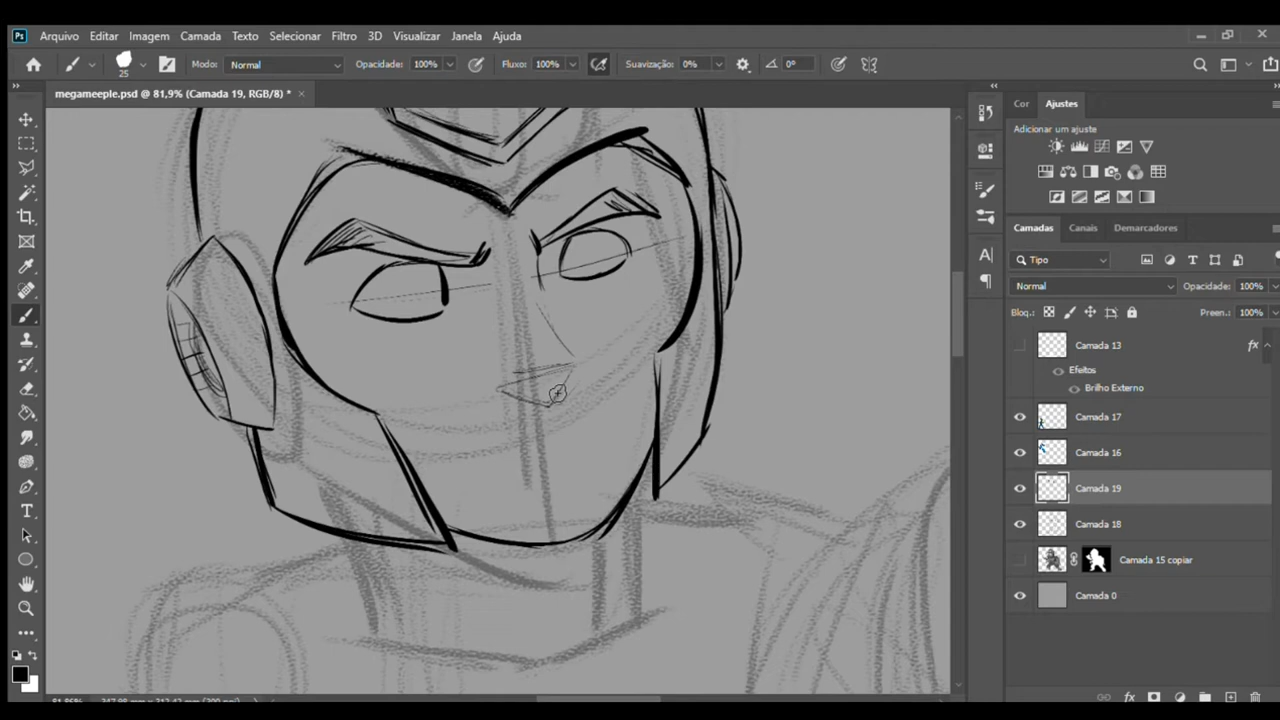 Ps Arquivo Editar Imagem Camada Texto Selecionar Filtro 3D Visualizar Janela Ajuda
25 Modo: Normal Opacidade: 100% Fluxo: 100% Suavização: 0% 0°
megameeple.psd @ 81,9% (Camada 19, RGB/8) *
Cor Ajustes
Adicionar um ajuste
Camadas Canais Demarcadores
Tipo
Normal Opacidade: 100%
Bloq.: Preen.: 100%
Camada 13 fx
Efeitos
Brilho Externo
Camada 17
Camada 16
Camada 19
Camada 18
Camada 15 copiar
Camada 0